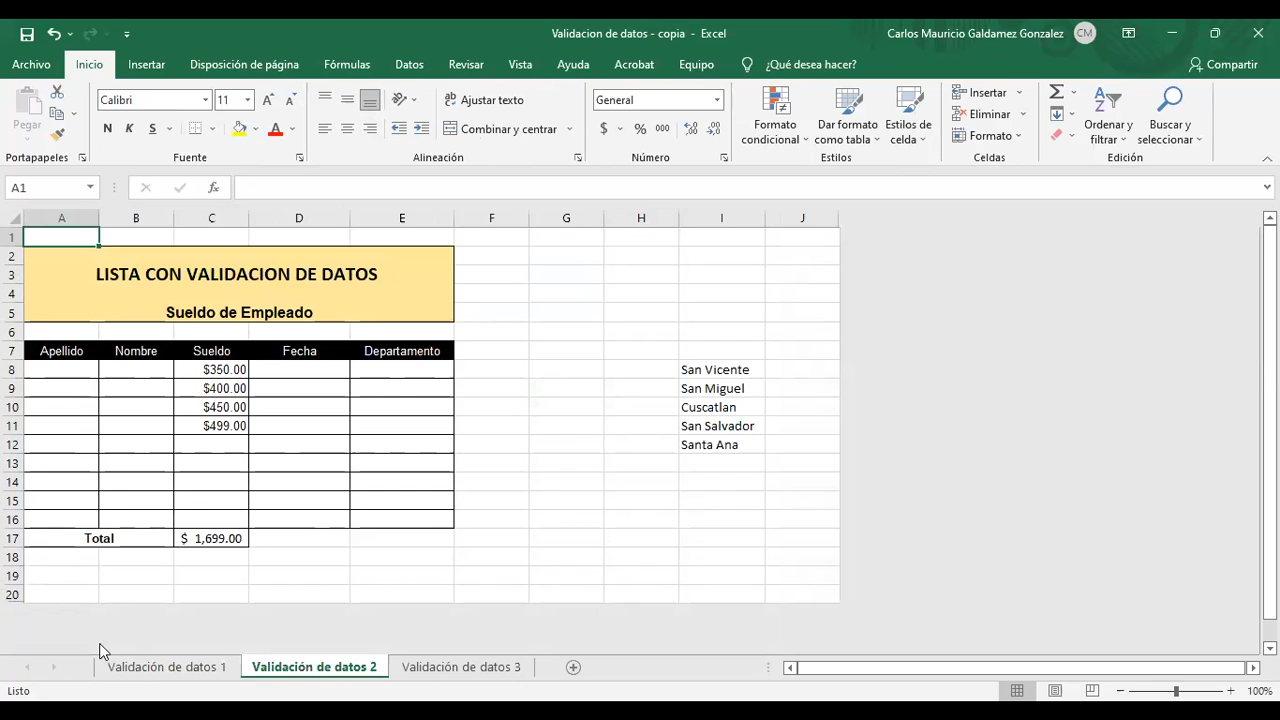 Validacion de datos - copia - Excel
Carlos Mauricio Galdamez Gonzalez CM
Archivo Inicio Insertar Disposición de página Fórmulas Datos Revisar Vista Ayuda Acrobat Equipo ¿Qué desea hacer? Compartir
Pegar
Calibri 11
N K S
Ajustar texto
Combinar y centrar
General
$ % 000
Formato condicional
Dar formato como tabla
Estilos de celda
Insertar
Eliminar
Formato
Ordenar y filtrar
Buscar y seleccionar
Portapapeles Fuente Alineación Número Estilos Celdas Edición
A1 fx
A B C D E F G H I J
1
2
3 LISTA CON VALIDACION DE DATOS
4
5 Sueldo de Empleado
6
7 Apellido Nombre Sueldo Fecha Departamento
8 $350.00 San Vicente
9 $400.00 San Miguel
10 $450.00 Cuscatlan
11 $499.00 San Salvador
12 Santa Ana
13
14
15
16
17 Total $ 1,699.00
18
19
20
Validación de datos 1 Validación de datos 2 Validación de datos 3
Listo 100%